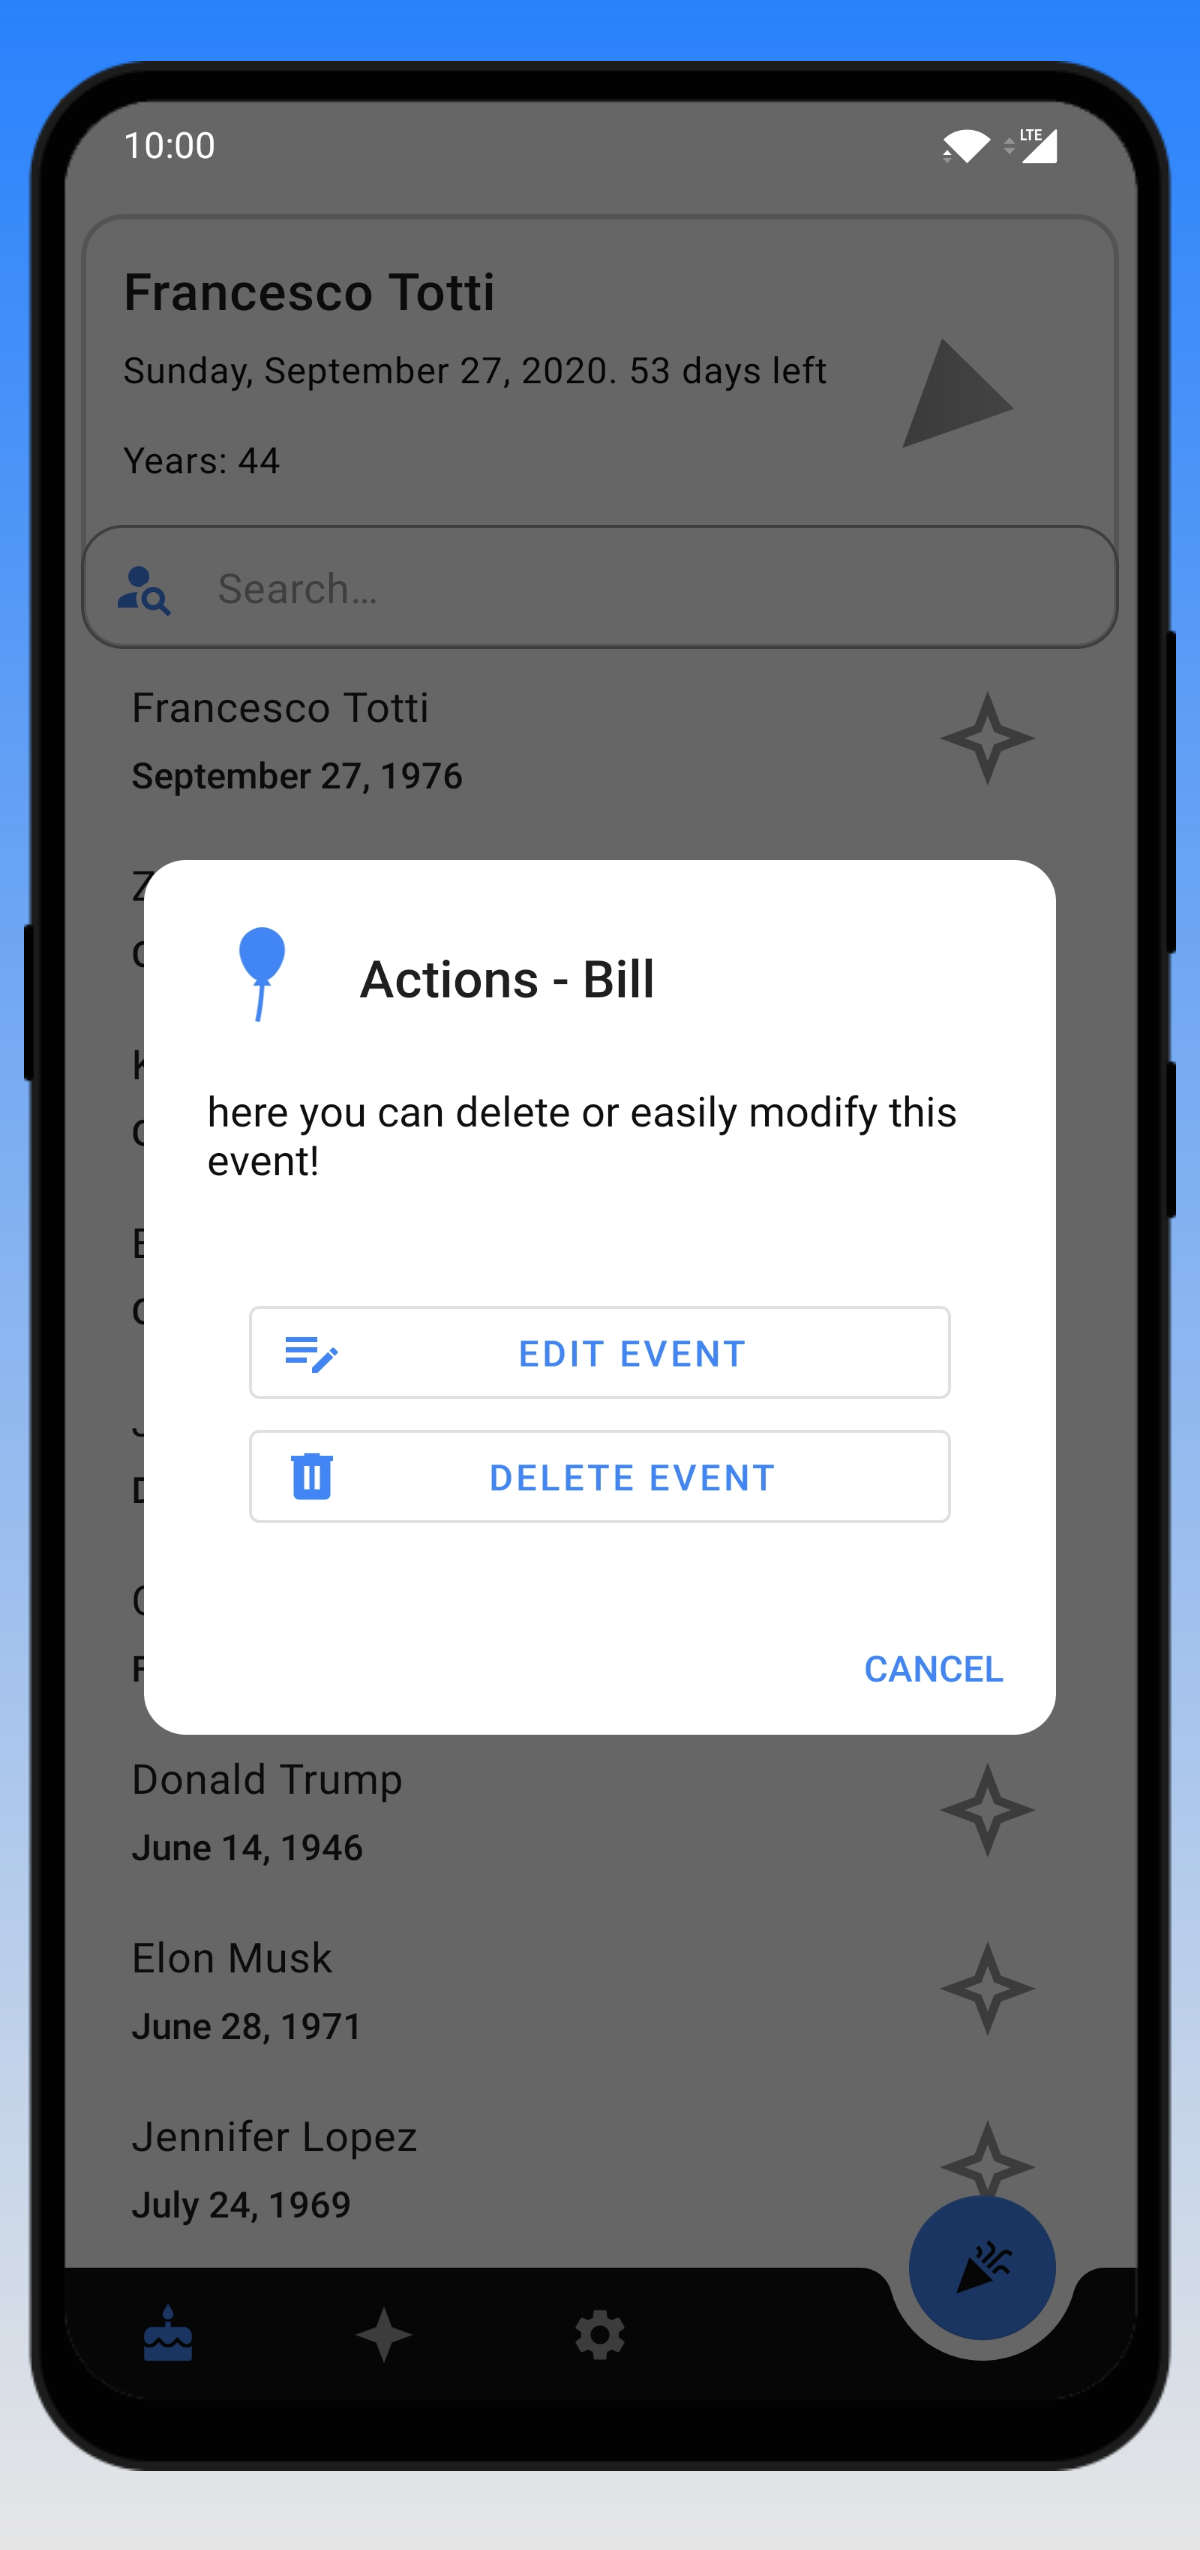 10:00
LTE
Francesco Totti
Sunday, September 27, 2020. 53 days left
Years: 44
Search...
Francesco Totti
September 27, 1976
Actions - Bill
here you can delete or easily modify this
event!
EDIT EVENT
DELETE EVENT
CANCEL
Donald Trump
June 14, 1946
Elon Musk
June 28, 1971
Jennifer Lopez
July 24, 1969